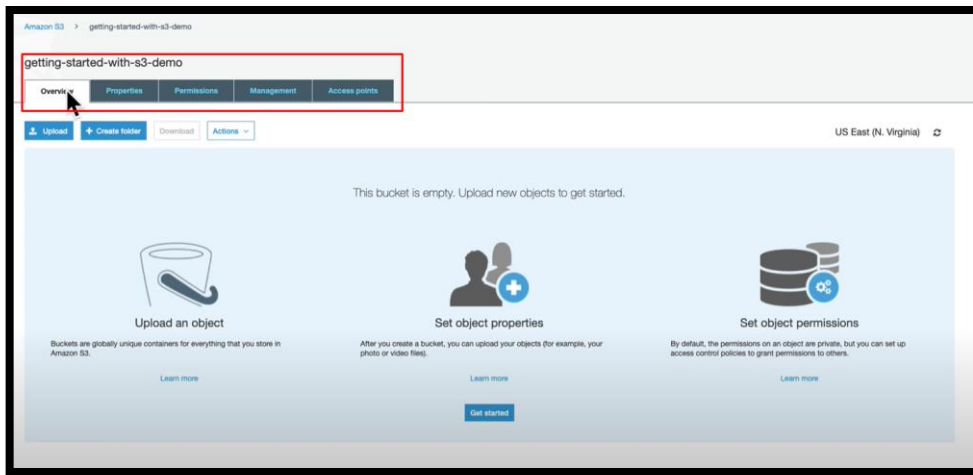 Amazon S3 > getting-started-with-s3-demo
getting-started-with-s3-demo
Overview Properties Permissions Management Access points
Upload + Create folder Download Actions
US East (N. Virginia)
This bucket is empty. Upload new objects to get started.
Upload an object
Buckets are globally unique containers for everything that you store in
Amazon S3.
Learn more
Set object properties
After you create a bucket, you can upload your objects (for example, your
photo or video files).
Learn more
Get started
Set object permissions
By default, the permissions on an object are private, but you can set up
access control policies to grant permissions to others.
Learn more